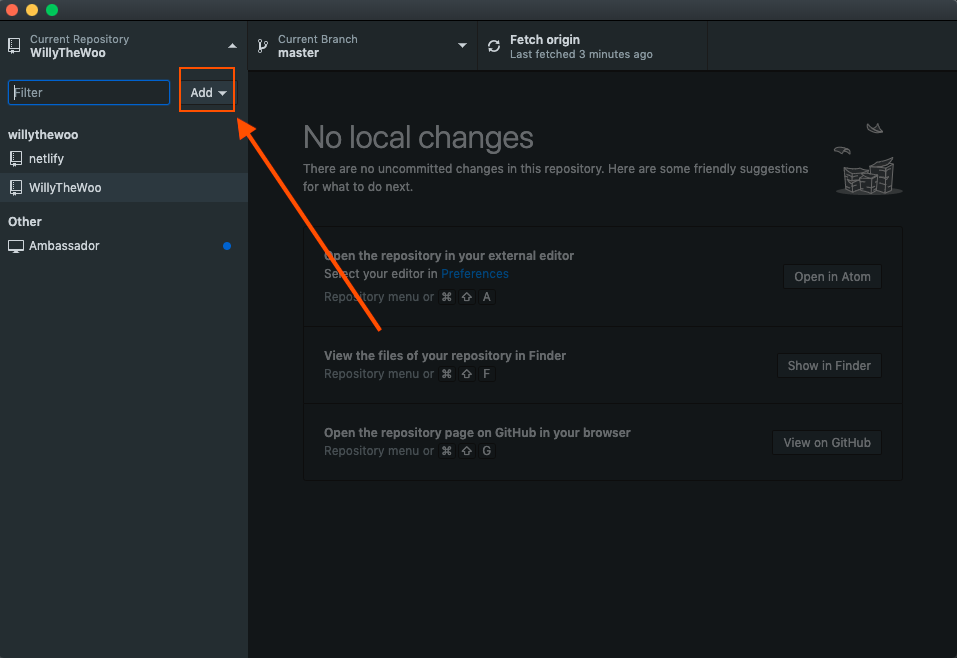 Current Repository
WillyTheWoo
Current Branch
master
Fetch origin
Last fetched 3 minutes ago
Filter
Add
willythewoo
netlify
WillyTheWoo
Other
Ambassador
No local changes
There are no uncommitted changes in this repository. Here are some friendly suggestions
for what to do next.
Open the repository in your external editor
Select your editor in Preferences
Repository menu or ⌘ ⇧ A
Open in Atom
View the files of your repository in Finder
Repository menu or ⌘ ⇧ F
Show in Finder
Open the repository page on GitHub in your browser
Repository menu or ⌘ ⇧ G
View on GitHub